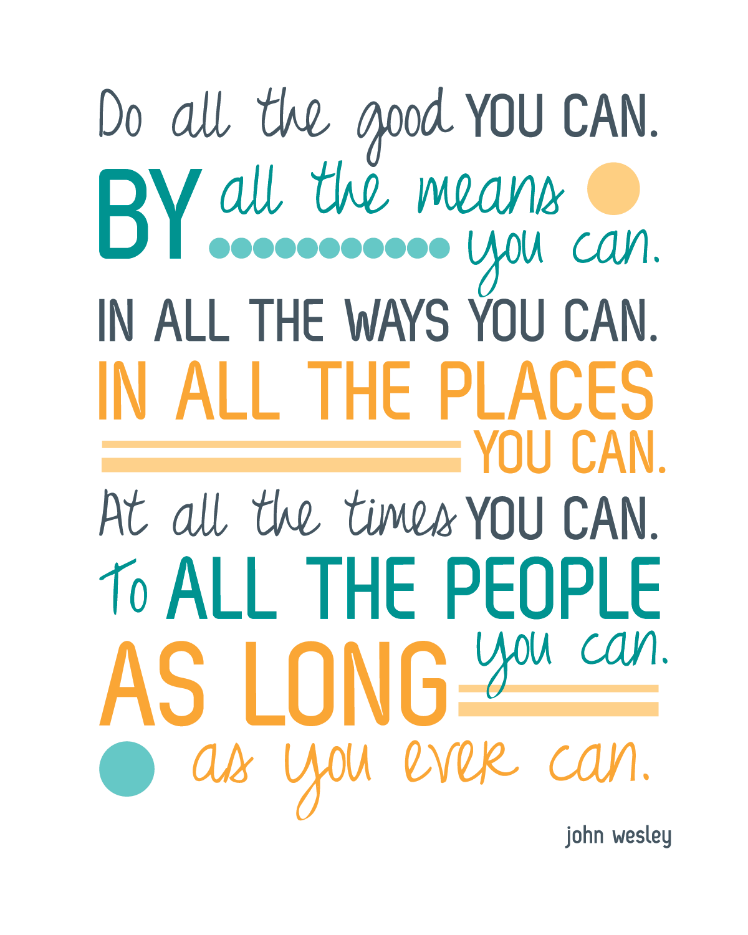 Do all the good YOU CAN.
BY all the means
you can.
IN ALL THE WAYS YOU CAN.
IN ALL THE PLACES
YOU CAN.
At all the times YOU CAN.
To ALL THE PEOPLE
you can.
AS LONG
as you ever can.
john wesley